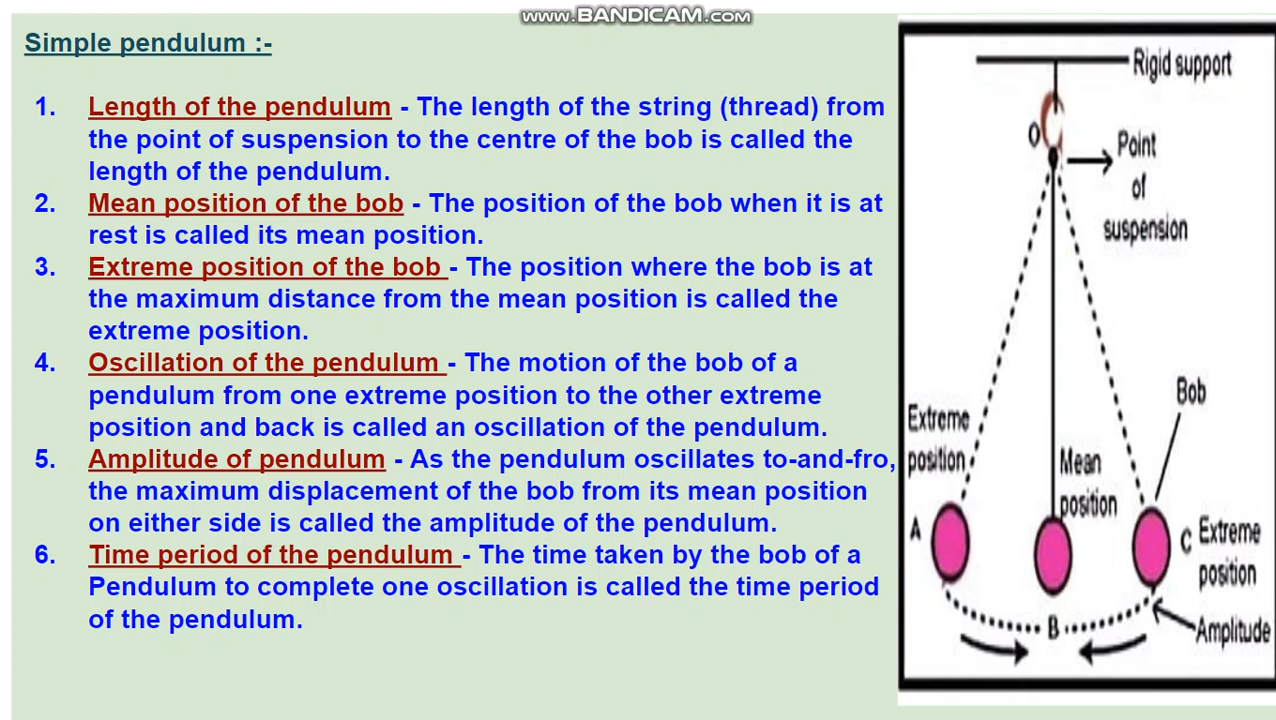 www.BANDICAM.com
Simple pendulum :-
1. Length of the pendulum - The length of the string (thread) from
the point of suspension to the centre of the bob is called the
length of the pendulum.
2. Mean position of the bob - The position of the bob when it is at
rest is called its mean position.
3. Extreme position of the bob - The position where the bob is at
the maximum distance from the mean position is called the
extreme position.
4. Oscillation of the pendulum - The motion of the bob of a
pendulum from one extreme position to the other extreme
position and back is called an oscillation of the pendulum.
5. Amplitude of pendulum - As the pendulum oscillates to-and-fro,
the maximum displacement of the bob from its mean position
on either side is called the amplitude of the pendulum.
6. Time period of the pendulum - The time taken by the bob of a
Pendulum to complete one oscillation is called the time period
of the pendulum.
Rigid support
O
Point
of
suspension
Bob
Extreme
position
Mean
position
A
C
Extreme
position
B
Amplitude